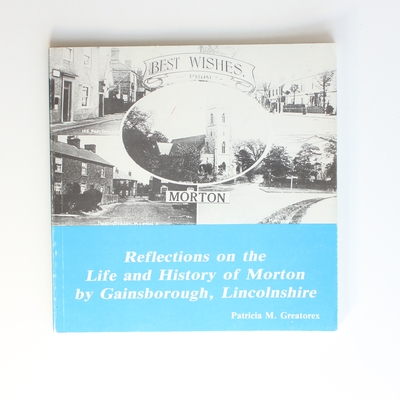 BEST WISHES
FROM
MORTON
Reflections on the
Life and History of Morton
by Gainsborough, Lincolnshire
Patricia M. Greatorex